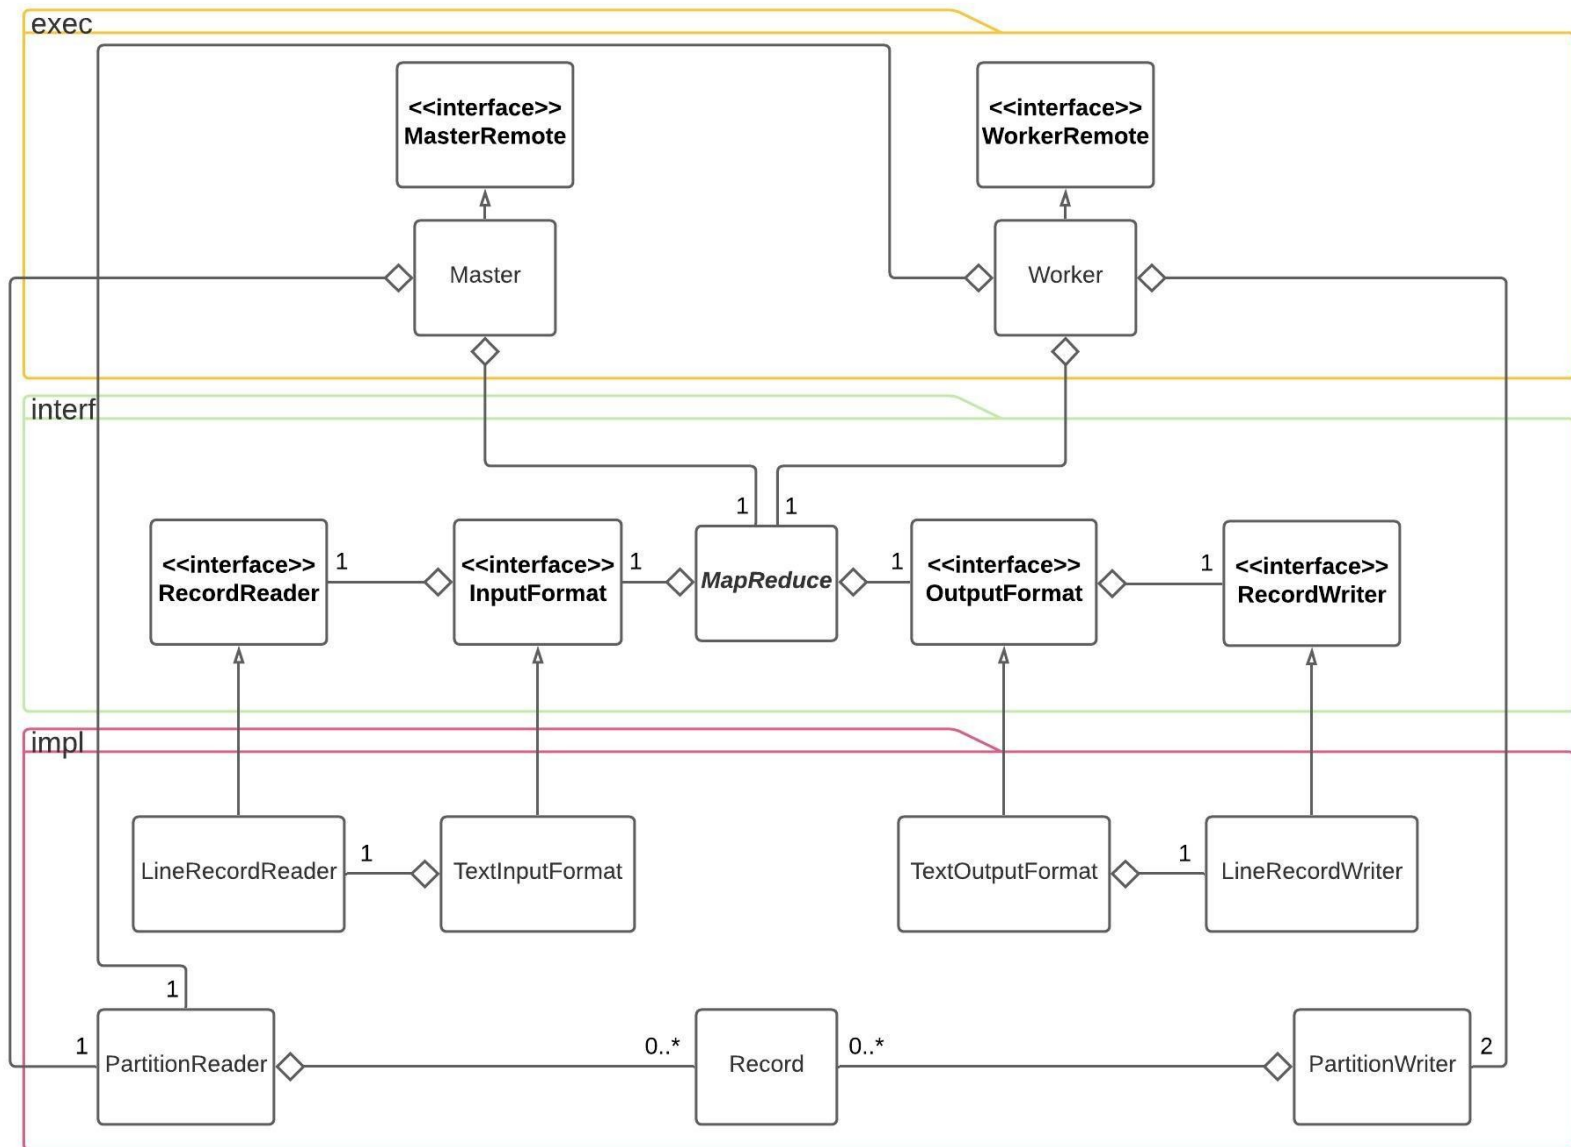 exec
<<interface>>
MasterRemote
<<interface>>
WorkerRemote
Master
Worker
interf
1
1
<<interface>>
RecordReader
1
<<interface>>
InputFormat
1
MapReduce
1
<<interface>>
OutputFormat
1
<<interface>>
RecordWriter
impl
LineRecordReader
1
TextInputFormat
TextOutputFormat
1
LineRecordWriter
1
1
PartitionReader
0..*
Record
0..*
PartitionWriter
2